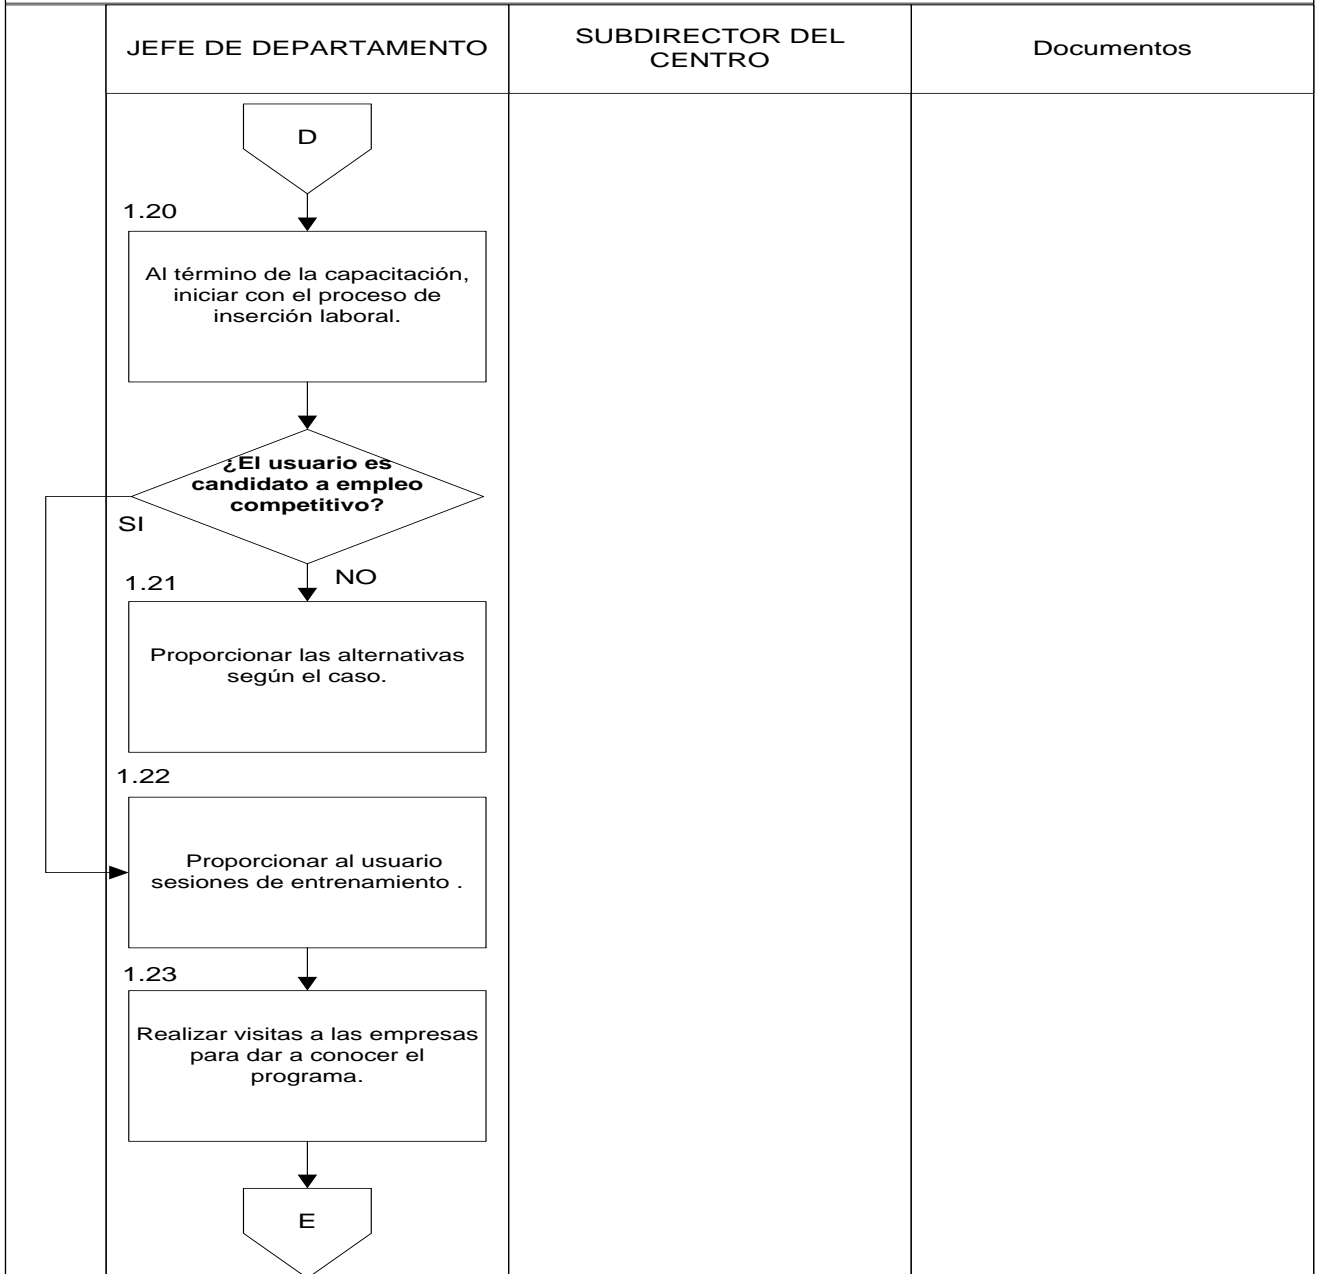 JEFE DE DEPARTAMENTO
SUBDIRECTOR DEL
CENTRO
Documentos
D
1.20
Al término de la capacitación,
iniciar con el proceso de
inserción laboral.
¿El usuario es
candidato a empleo
competitivo?
SI
NO
1.21
Proporcionar las alternativas
según el caso.
1.22
Proporcionar al usuario
sesiones de entrenamiento .
1.23
Realizar visitas a las empresas
para dar a conocer el
programa.
E